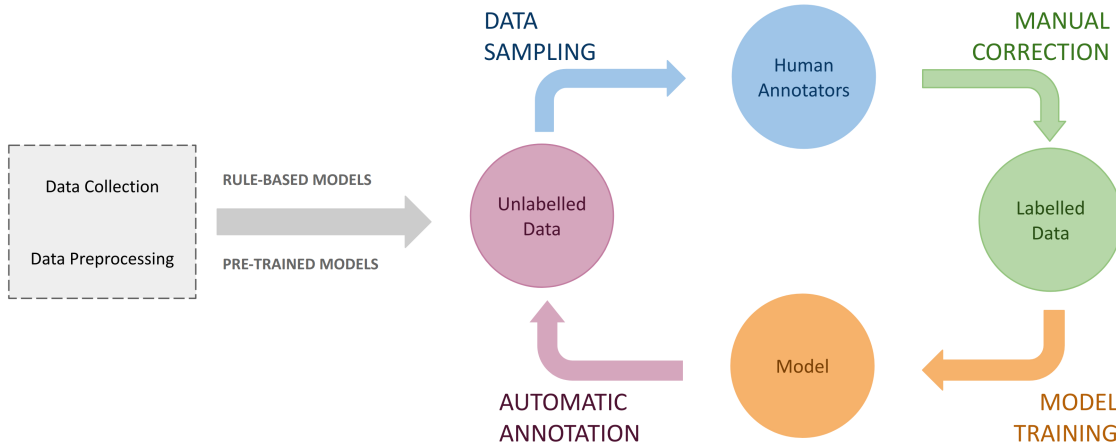 DATA
SAMPLING
MANUAL
CORRECTION
Human
Annotators
Data Collection
Data Preprocessing
RULE-BASED MODELS
PRE-TRAINED MODELS
Unlabelled
Data
Labelled
Data
Model
AUTOMATIC
ANNOTATION
MODEL
TRAINING